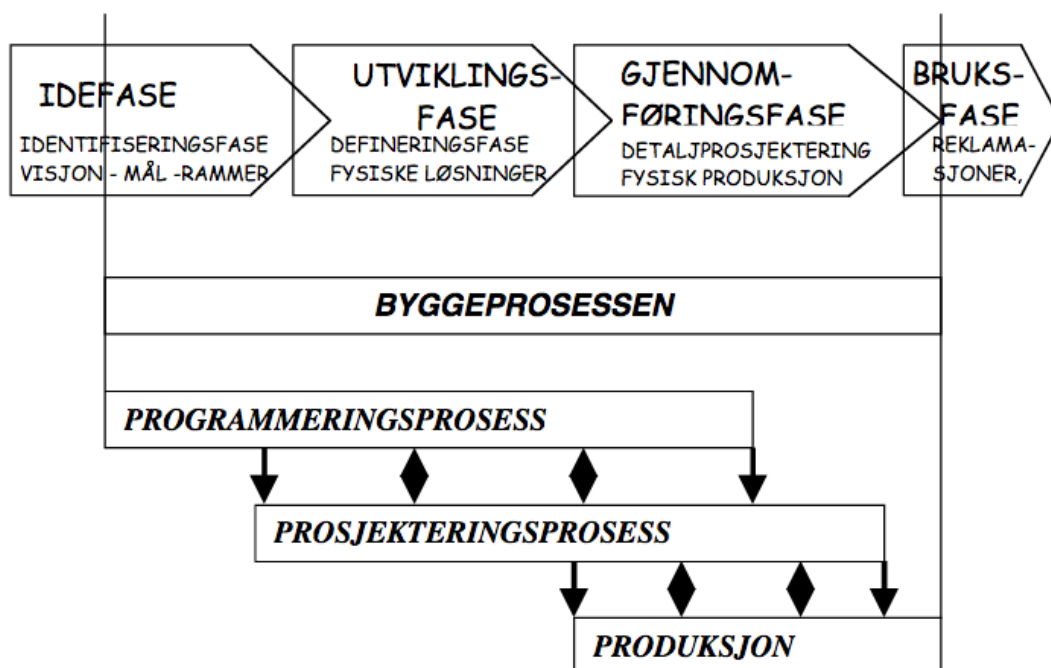 IDEFASE
IDENTIFISERINGSFASE
VISJON - MÅL -RAMMER
UTVIKLINGS-
FASE
DEFINERINGSFASE
FYSISKE LØSNINGER
GJENNOM-
FØRINGSFASE
DETALJPROSJEKTERING
FYSISK PRODUKSJON
BRUKS-
FASE
REKLAMA-
SJONER,
BYGGEPROSESSEN
PROGRAMMERINGSPROSESS
PROSJEKTERINGSPROSESS
PRODUKSJON